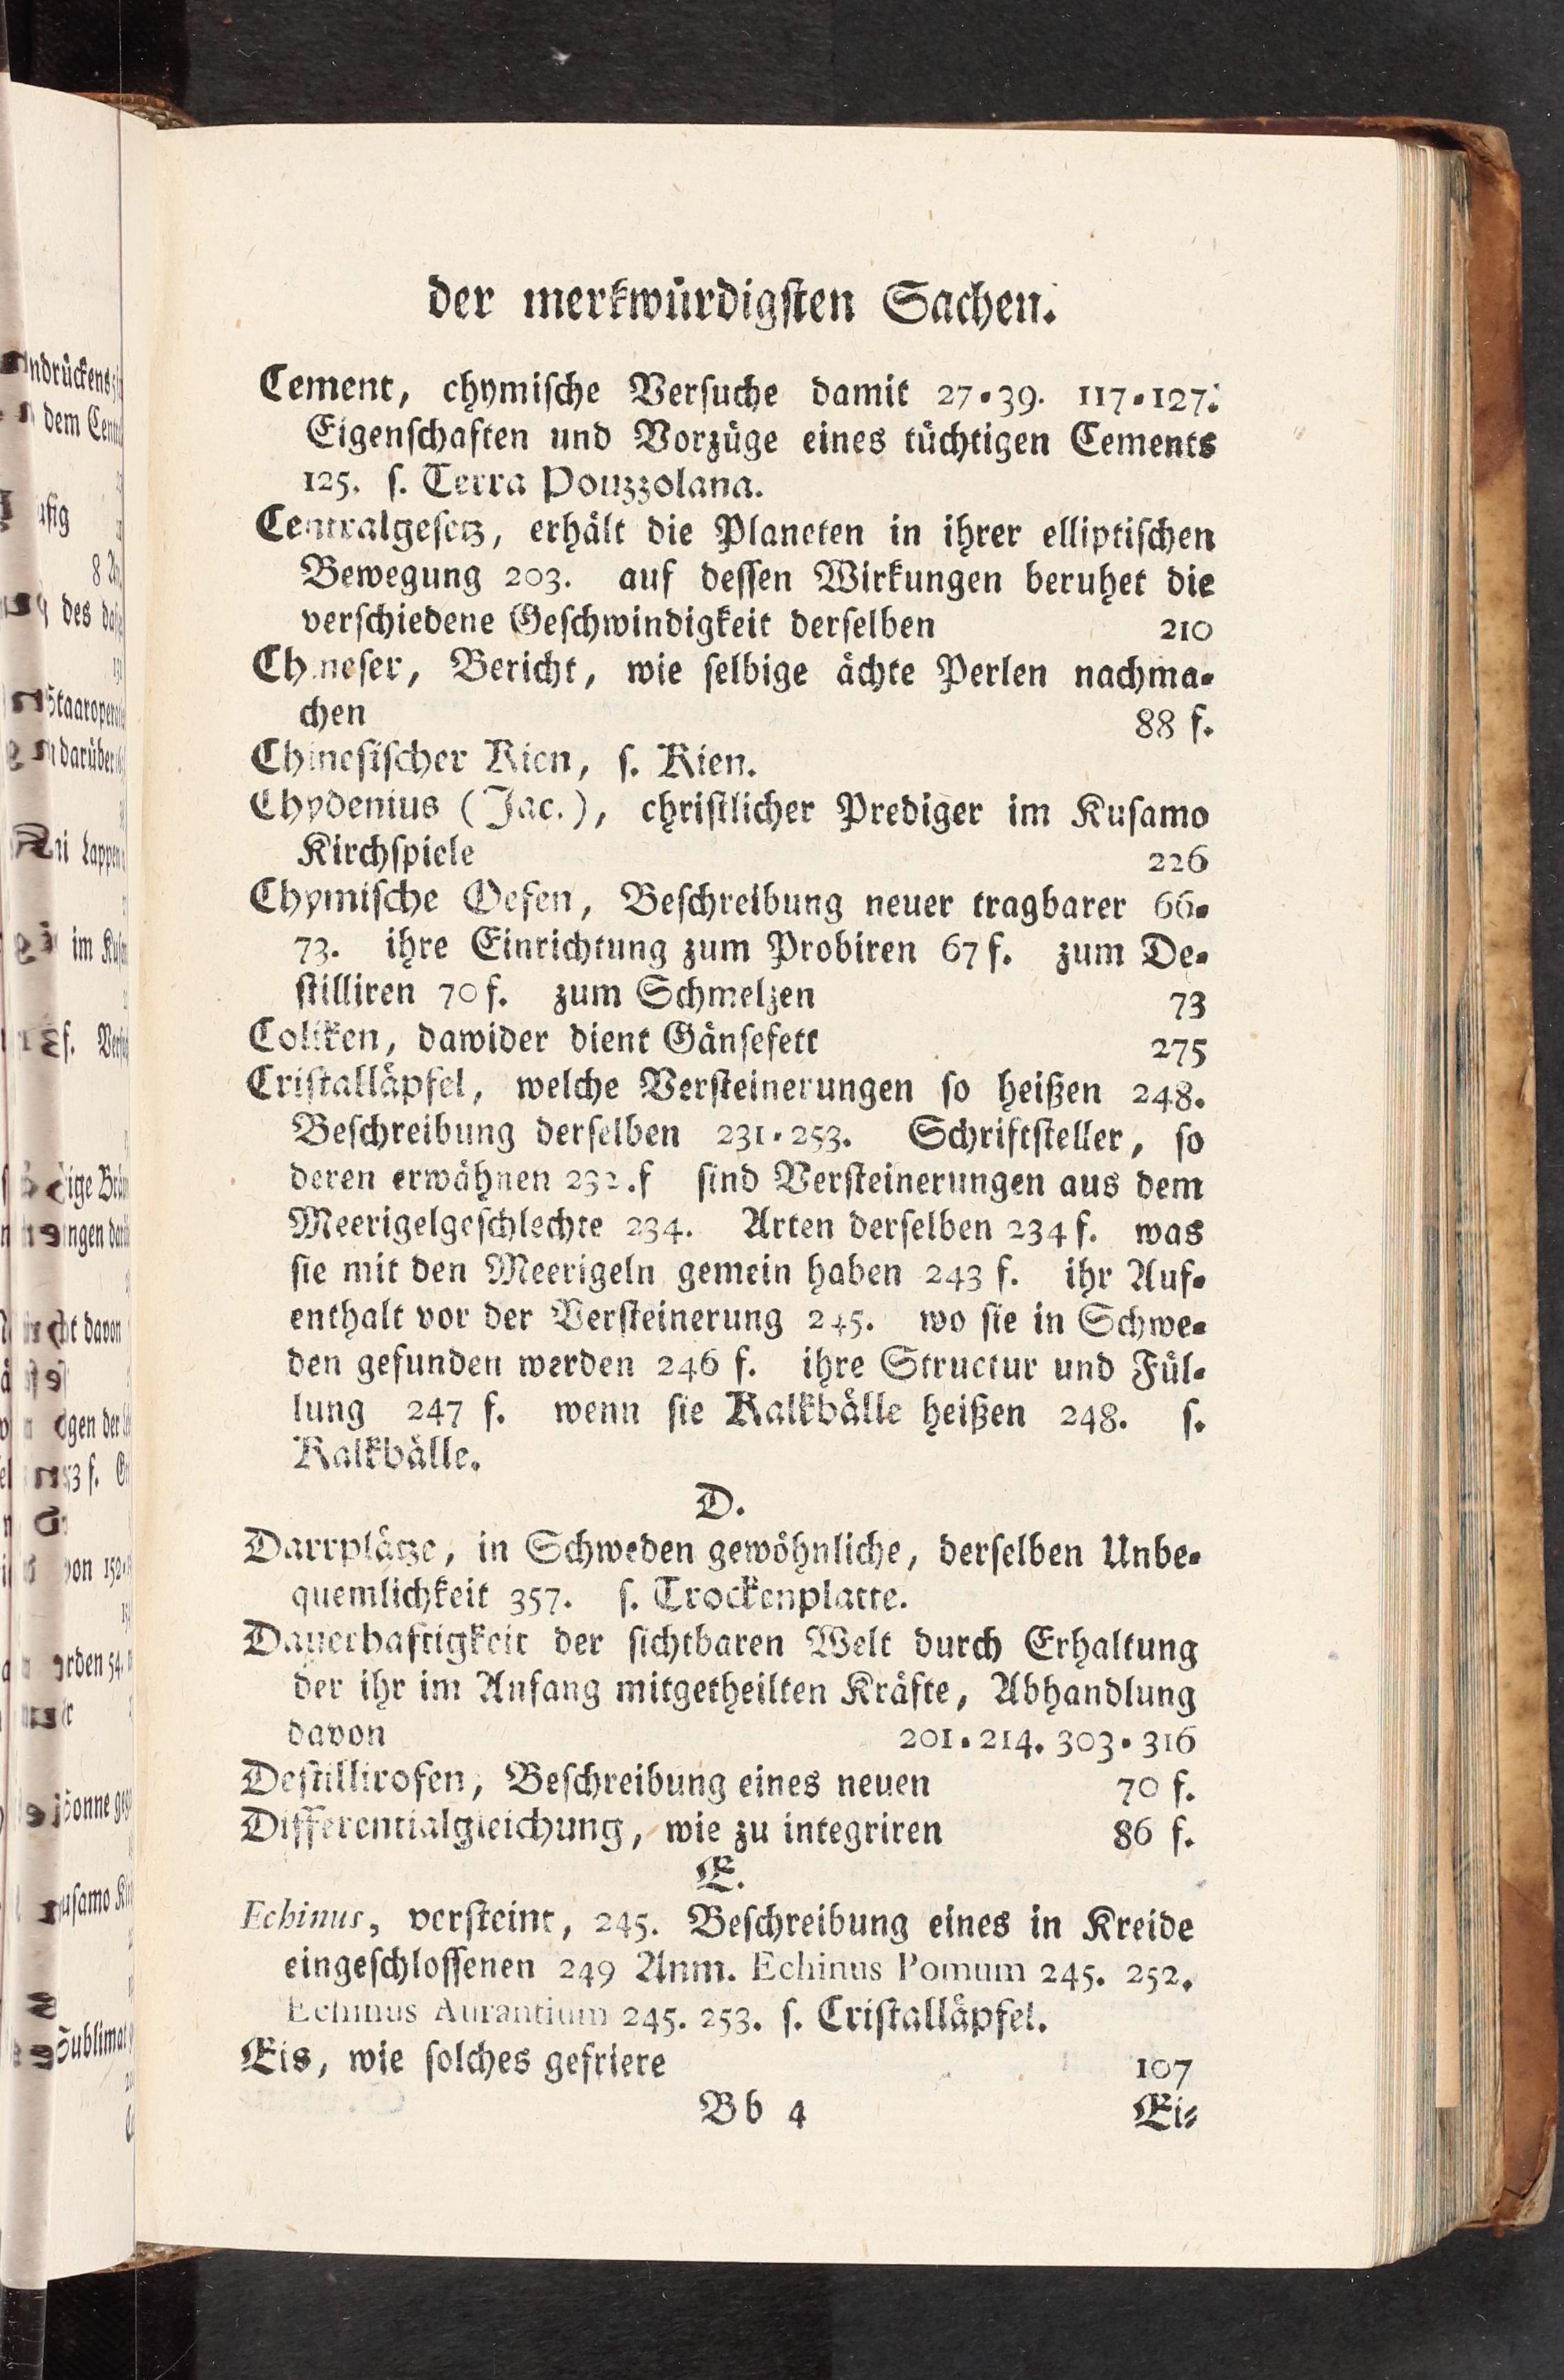 der merkwürdigsten Sachen.
Cement, chymische Versuche damit 27-39. 117-127.
Eigenschaften und Vorzüge eines tüchtigen Cements
125. s. Terra Pouzzolana.
Centralgesetz, erhält die Planeten in ihrer elliptischen
Bewegung 203. auf dessen Wirkungen beruhet die
verschiedene Geschwindigkeit derselben 210
Chineser, Bericht, wie selbige ächte Perlen nachma-
chen 88 f.
Chinesischer Kien, s. Kien.
Chydenius (Jac.), christlicher Prediger im Kusamo
Kirchspiele 226
Chymische Oefen, Beschreibung neuer tragbarer 66-
73. ihre Einrichtung zum Probiren 67 f. zum De-
stilliren 70 f. zum Schmelzen 73
Coliken, dawider dient Gänsefett 275
Cristalläpfel, welche Versteinerungen so heißen 248.
Beschreibung derselben 231-253. Schriftsteller, so
deren erwähnen 232.f sind Versteinerungen aus dem
Meerigelgeschlechte 234. Arten derselben 234 f. was
sie mit den Meerigeln gemein haben 243 f. ihr Auf-
enthalt vor der Versteinerung 245. wo sie in Schwe-
den gefunden werden 246 f. ihre Structur und Fül-
lung 247 f. wenn sie Kalkbälle heißen 248. s.
Kalkbälle.
D.
Darrplätze, in Schweden gewöhnliche, derselben Unbe-
quemlichkeit 357. s. Trockenplatte.
Dauerhaftigkeit der sichtbaren Welt durch Erhaltung
der ihr im Anfang mitgetheilten Kräfte, Abhandlung
davon 201-214. 303-316
Destillirofen, Beschreibung eines neuen 70 f.
Differentialgleichung, wie zu integriren 86 f.
E.
Echinus, versteint, 245. Beschreibung eines in Kreide
eingeschlossenen 249 Anm. Echinus Pomum 245. 252.
Echinus Aurantium 245. 253. s. Cristalläpfel.
Eis, wie solches gefriere 107
Bb 4 Ei-